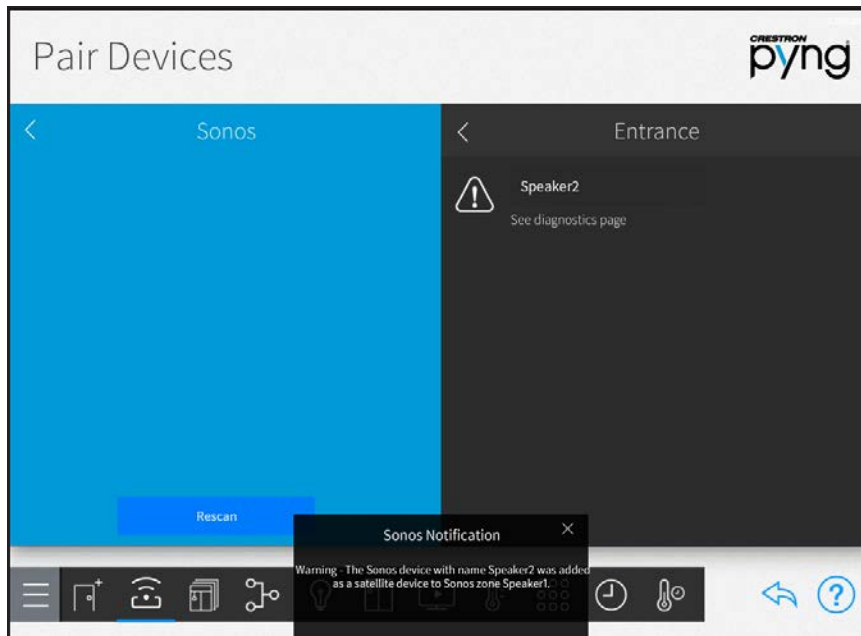 Pair Devices
CRESTRON
pyng
Sonos
Entrance
Speaker2
See diagnostics page
Rescan
Sonos Notification
Warning - The Sonos device with name Speaker2 was added
as a satellite device to Sonos zone Speaker1.
?